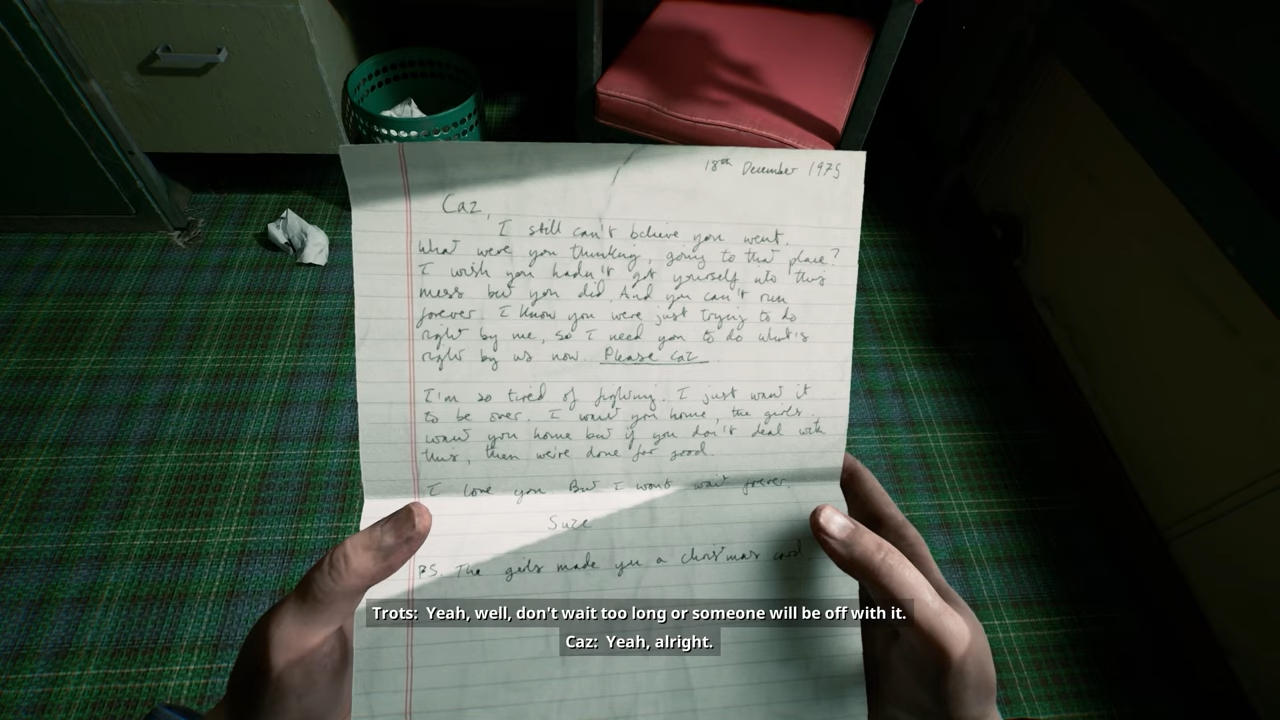 18th December 1975
Caz,
I still can't believe you went.
What were you thinking, going to that place?
I wish you hadn't got yourself into this
mess but you did. And you can't run
forever. I know you were just trying to do
right by me, so I need you to do what's
right by us now. Please Caz
I'm so tired of fighting. I just want it
to be over. I want you home, the girls
want you home but if you don't deal with
this, then we're done for good.
I love you But I wont wait forever.
Suze
P.S. The girls made you a christmas card.
Trots: Yeah, well, don't wait too long or someone will be off with it.
Caz: Yeah, alright.